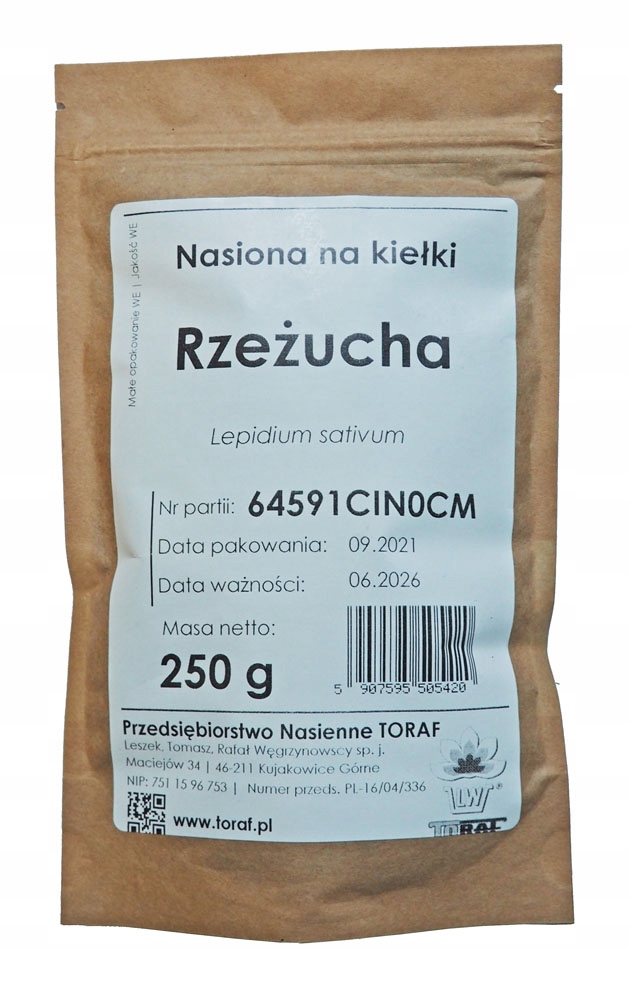 Małe opakowanie WE | Jakość WE
Nasiona na kiełki
Rzeżucha
Lepidium sativum
Nr partii: 64591CIN0CM
Data pakowania: 09.2021
Data ważności: 06.2026
Masa netto:
250 g
5 907595 505420
Przedsiębiorstwo Nasienne TORAF
Leszek, Tomasz, Rafał Węgrzynowscy sp. j.
Maciejów 34 | 46-211 Kujakowice Górne
NIP: 751 15 96 753 | Numer przeds. PL-16/04/336
www.toraf.pl
LW®
TORAF